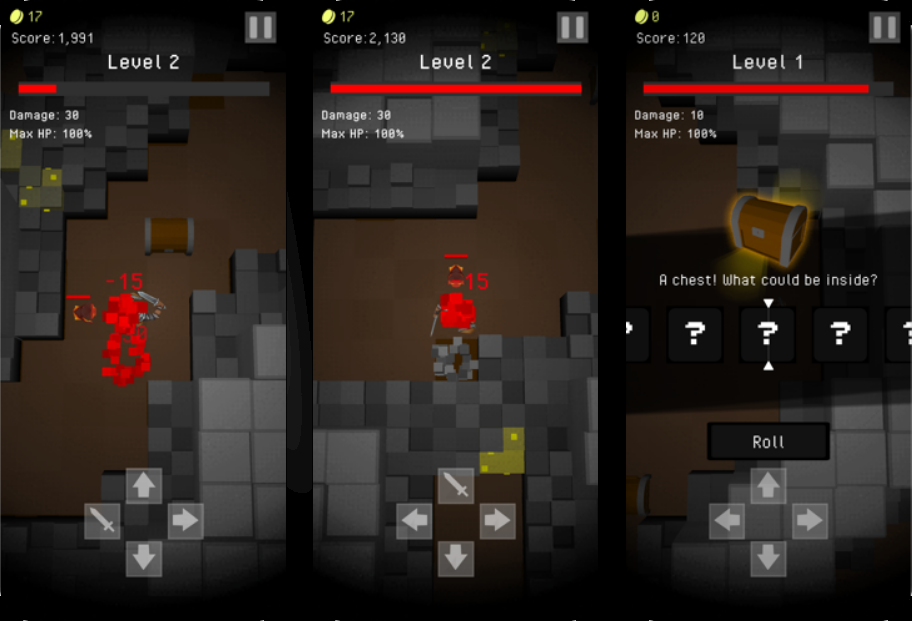 17
Score:1,991
Level 2
Damage: 30
Max HP: 100%
-15
17
Score:2,130
Level 2
Damage: 30
Max HP: 100%
15
0
Score:120
Level 1
Damage: 10
Max HP: 100%
A chest! What could be inside?
? ? ? ? ?
Roll